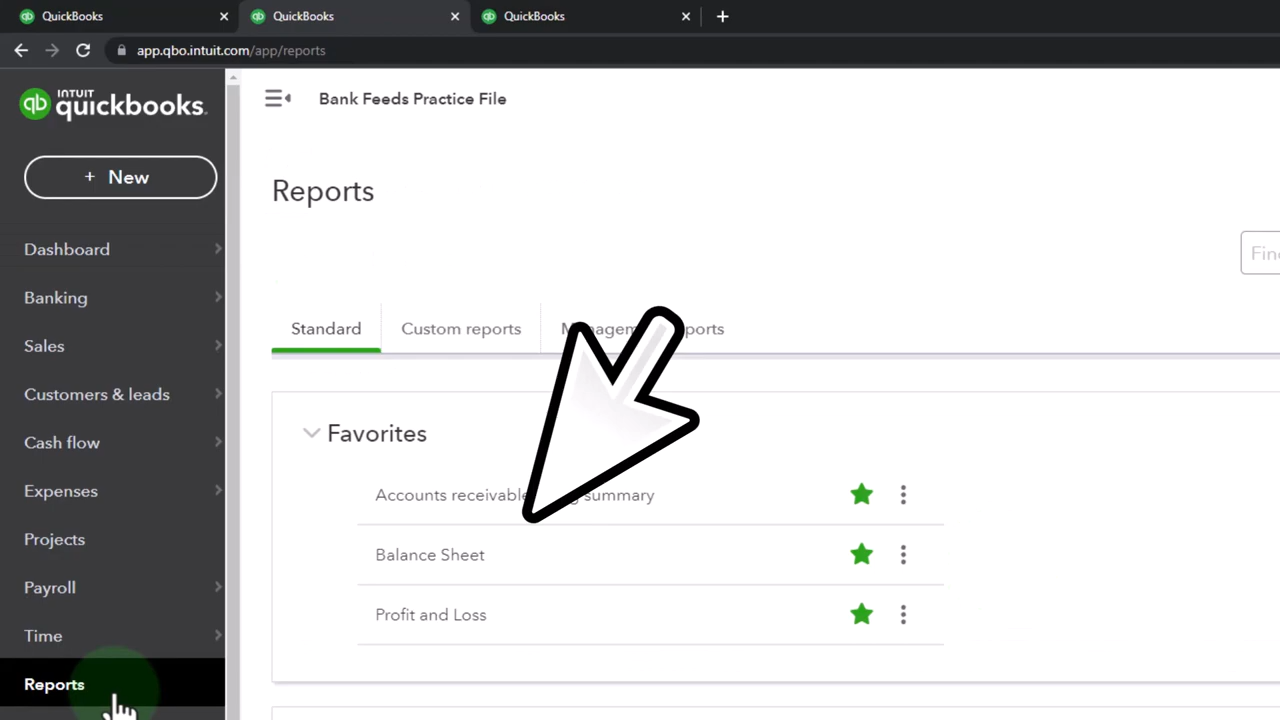 QuickBooks
QuickBooks
QuickBooks
app.qbo.intuit.com/app/reports
INTUIT
qb quickbooks.
Bank Feeds Practice File
+ New
Reports
Find
Dashboard
Banking
Sales
Customers & leads
Cash flow
Expenses
Projects
Payroll
Time
Reports
Standard
Custom reports
Favorites
Accounts receivable summary
Balance Sheet
Profit and Loss